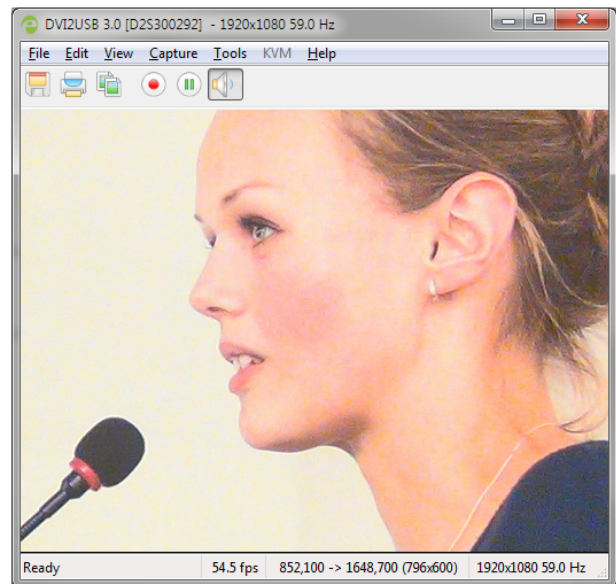 DVI2USB 3.0 [D2S300292] - 1920x1080 59.0 Hz
File Edit View Capture Tools KVM Help
Ready 54.5 fps 852,100 -> 1648,700 (796x600) 1920x1080 59.0 Hz